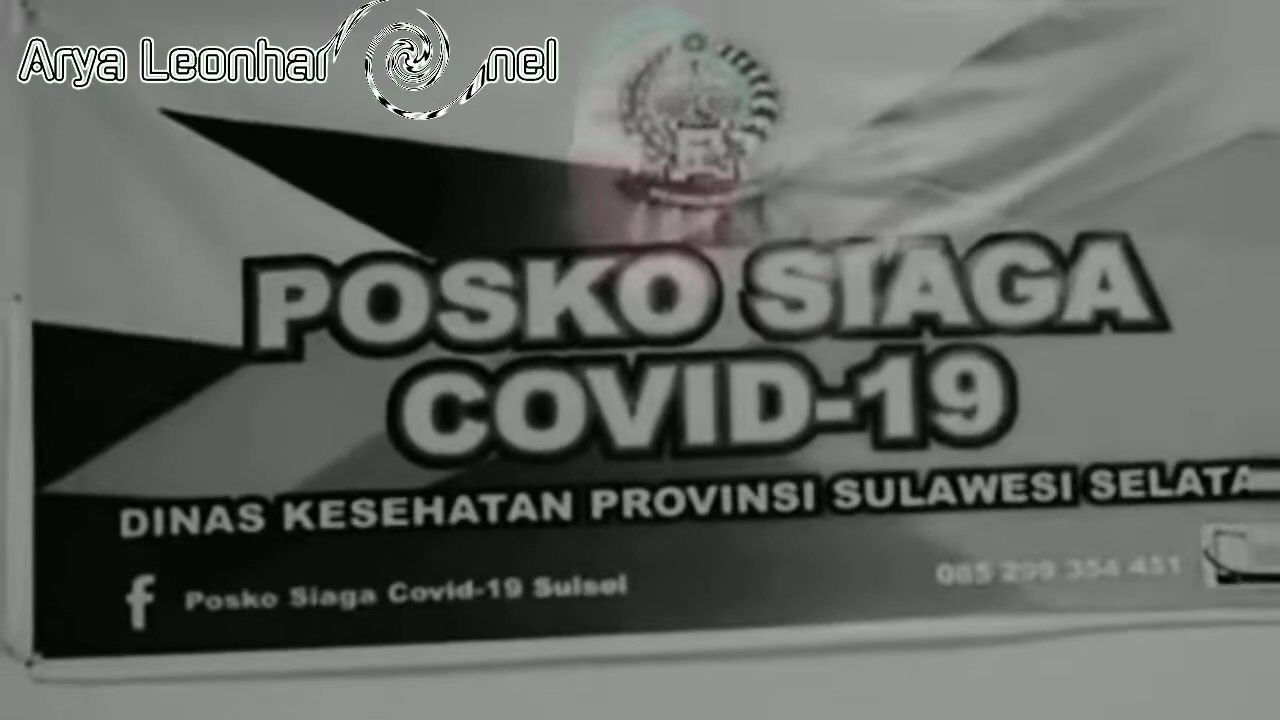 Arya Leonhar nel
POSKO SIAGA
COVID-19
DINAS KESEHATAN PROVINSI SULAWESI SELATA
Posko Siaga Covid-19 Sulsel
085 299 354 451